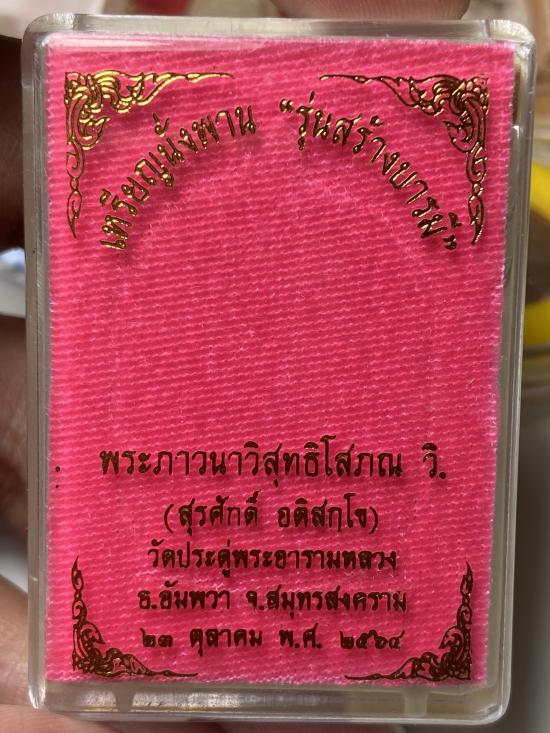 เหรียญนั่งพาน "รุ่นสร้างบารมี"
พระภาวนาวิสุทธิโสภณ วิ.
(สุรศักดิ์ อติสกฺโข)
วัดประดู่พระอารามหลวง
อ.อัมพวา จ.สมุทรสงคราม
๒๓ ตุลาคม พ.ศ. ๒๕๖๔